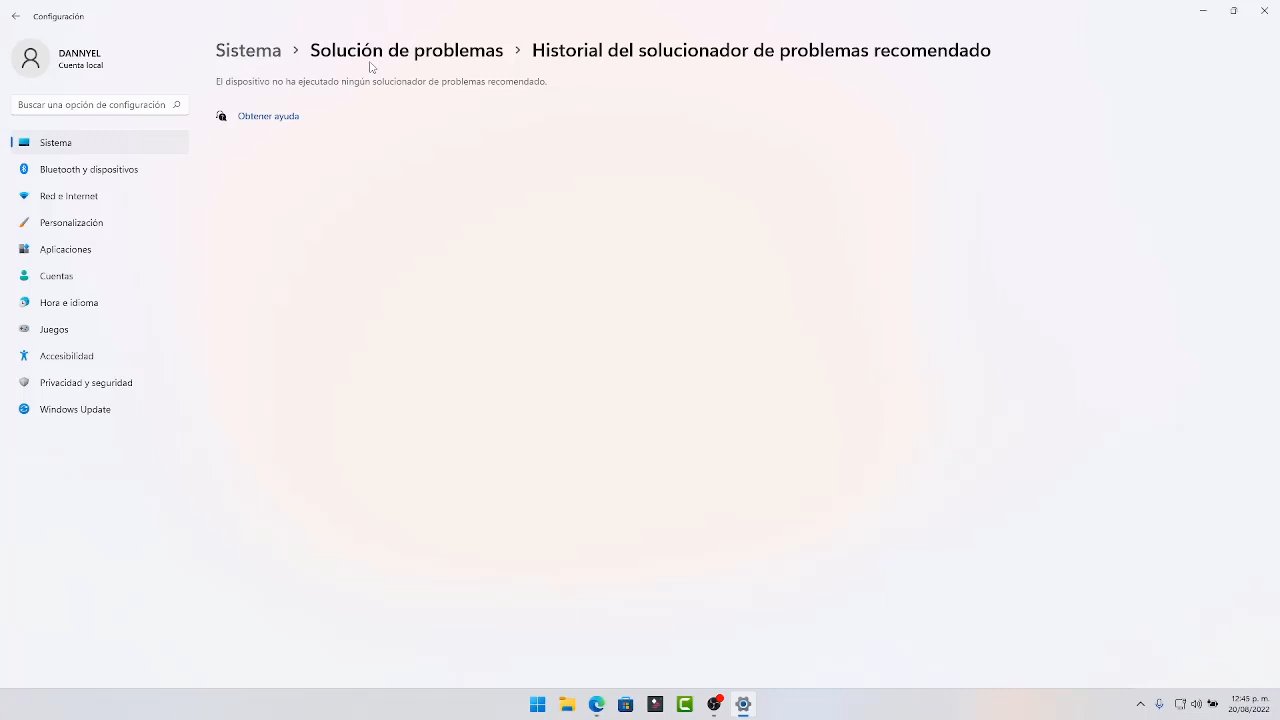 Configuración
DANNYEL
Cuenta local
Buscar una opción de configuración
Sistema
Bluetooth y dispositivos
Red e Internet
Personalización
Aplicaciones
Cuentas
Hora e idioma
Juegos
Accesibilidad
Privacidad y seguridad
Windows Update
Sistema > Solución de problemas > Historial del solucionador de problemas recomendado
El dispositivo no ha ejecutado ningún solucionador de problemas recomendado.
Obtener ayuda
12:45 p. m.
20/08/2022